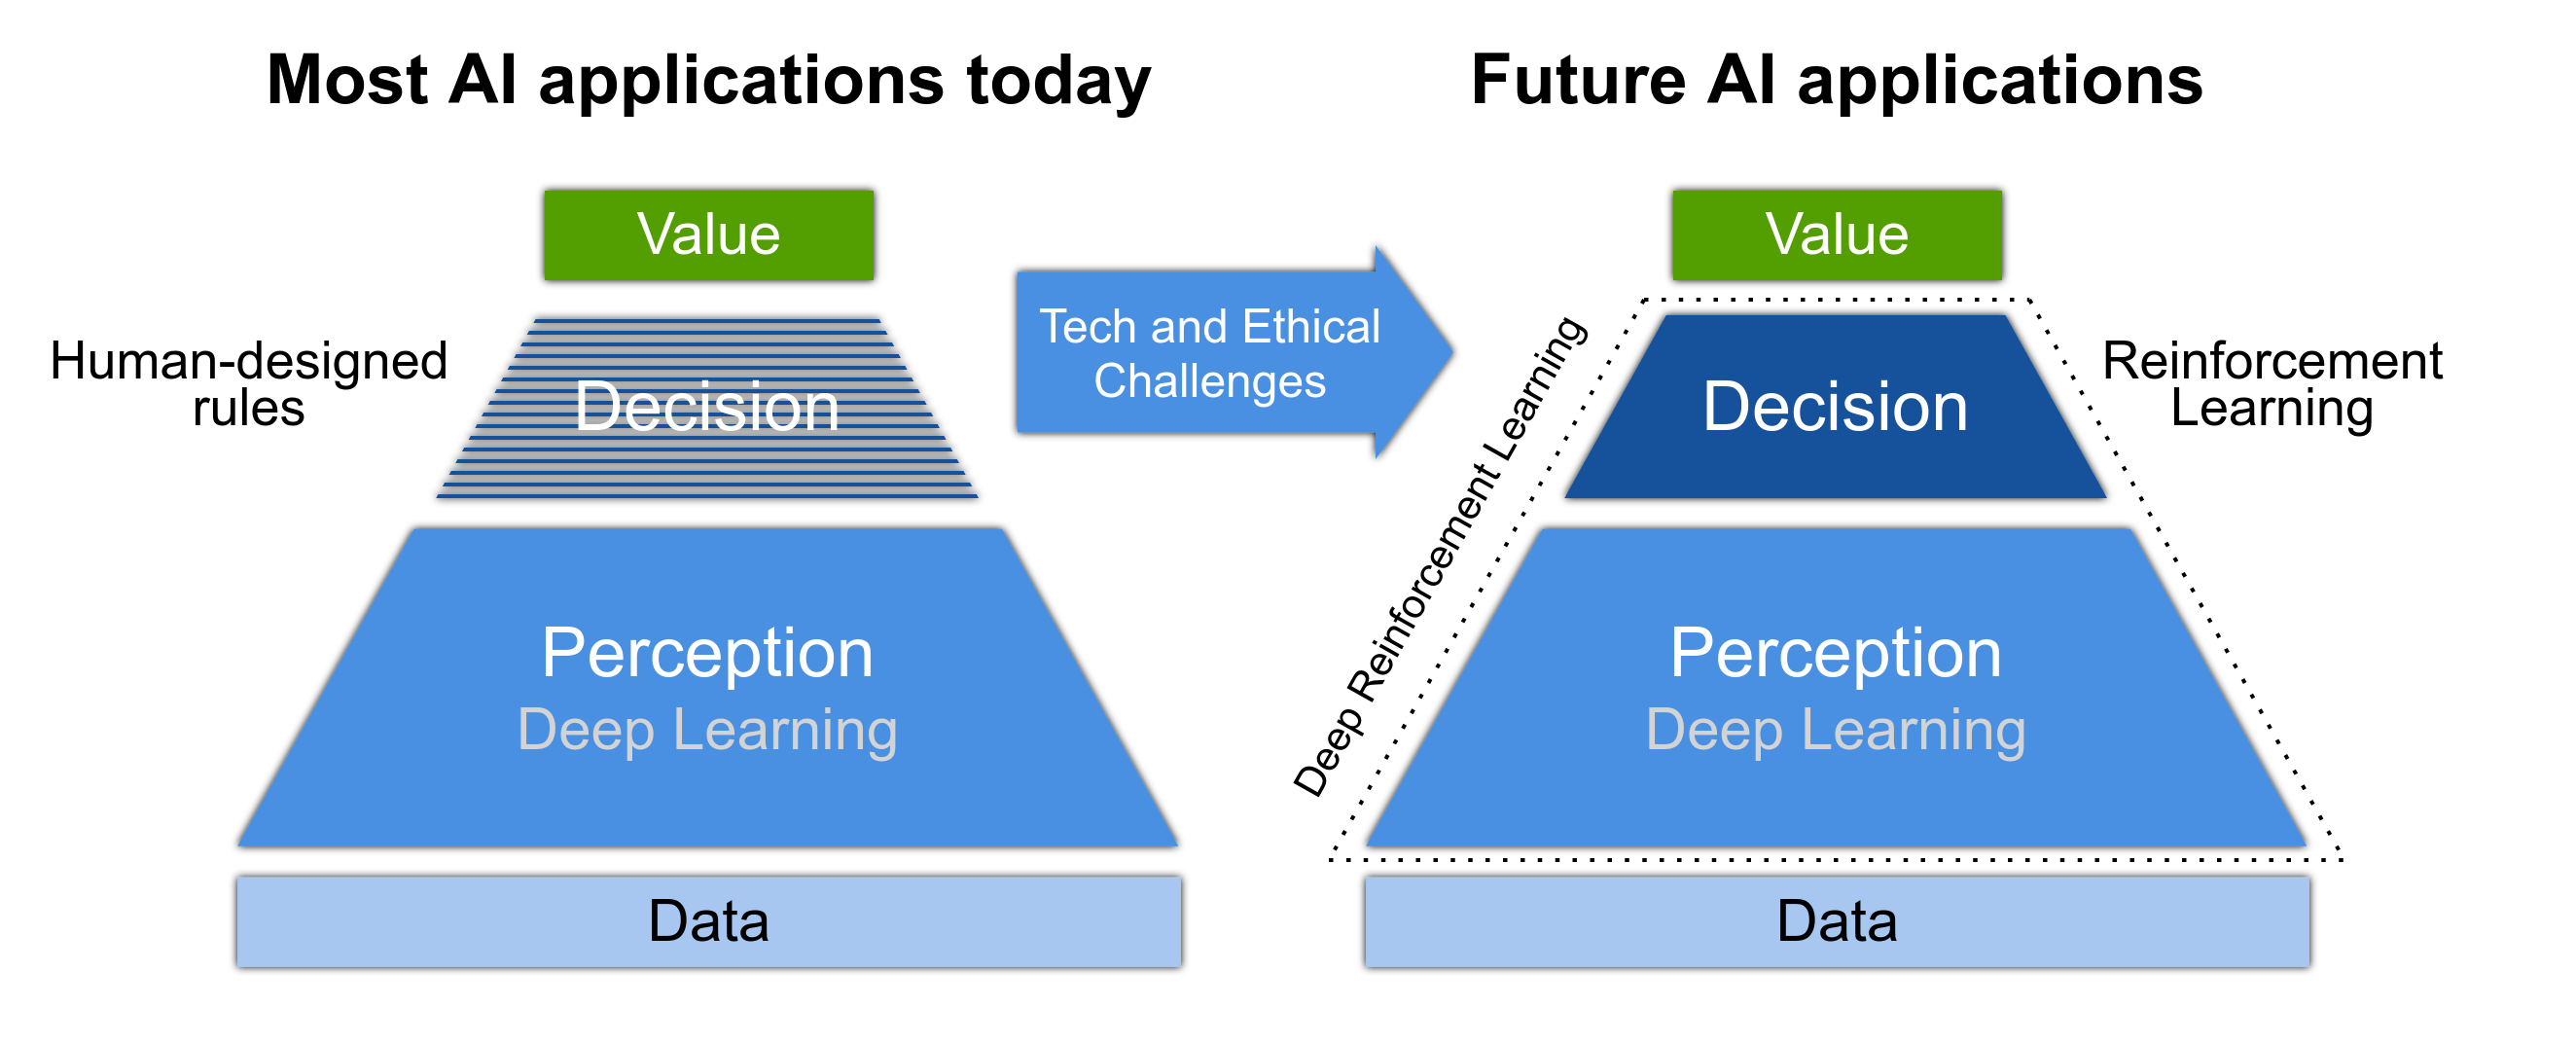 Most AI applications today
Value
Human-designed
rules
Decision
Perception
Deep Learning
Data
Tech and Ethical
Challenges
Future AI applications
Value
Deep Reinforcement Learning
Decision
Reinforcement
Learning
Perception
Deep Learning
Data